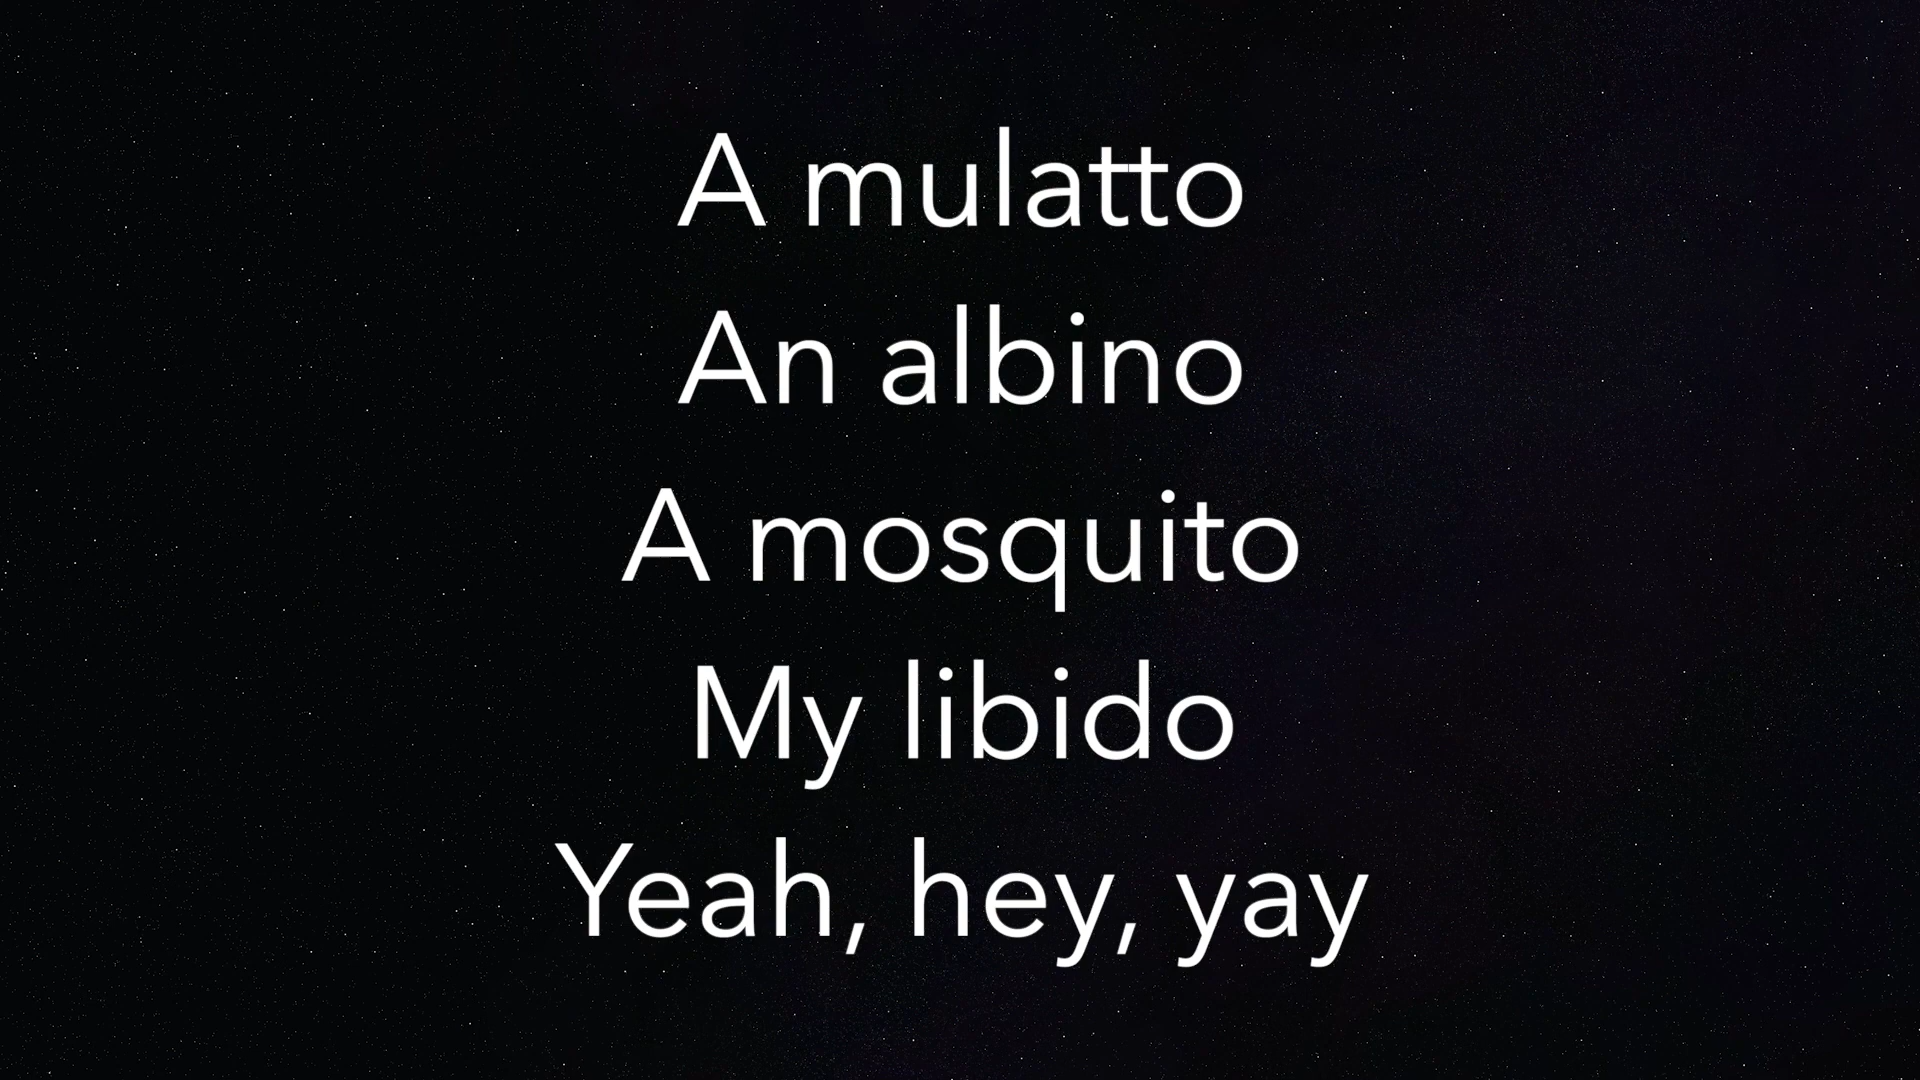 A mulatto
An albino
A mosquito
My libido
Yeah, hey, yay